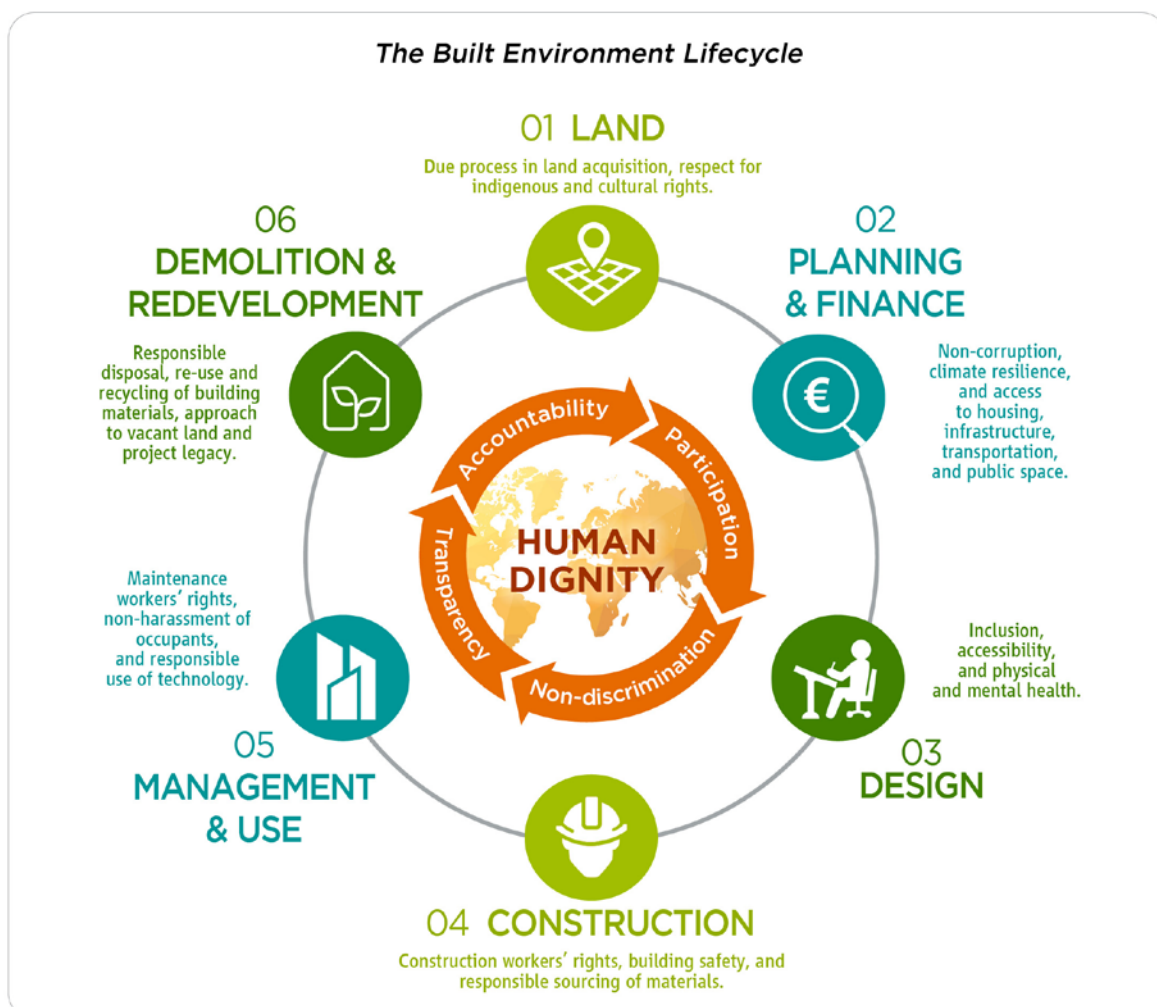 The Built Environment Lifecycle
01 LAND
Due process in land acquisition, respect for
indigenous and cultural rights.
02
PLANNING
& FINANCE
Non-corruption,
climate resilience,
and access
to housing,
infrastructure,
transportation,
and public space.
€
03
DESIGN
Inclusion,
accessibility,
and physical
and mental health.
04 CONSTRUCTION
Construction workers’ rights, building safety, and
responsible sourcing of materials.
05
MANAGEMENT
& USE
Maintenance
workers’ rights,
non-harassment of
occupants,
and responsible
use of technology.
06
DEMOLITION &
REDEVELOPMENT
Responsible
disposal, re-use and
recycling of building
materials, approach
to vacant land and
project legacy.
Accountability
Participation
Non-discrimination
Transparency
HUMAN
DIGNITY